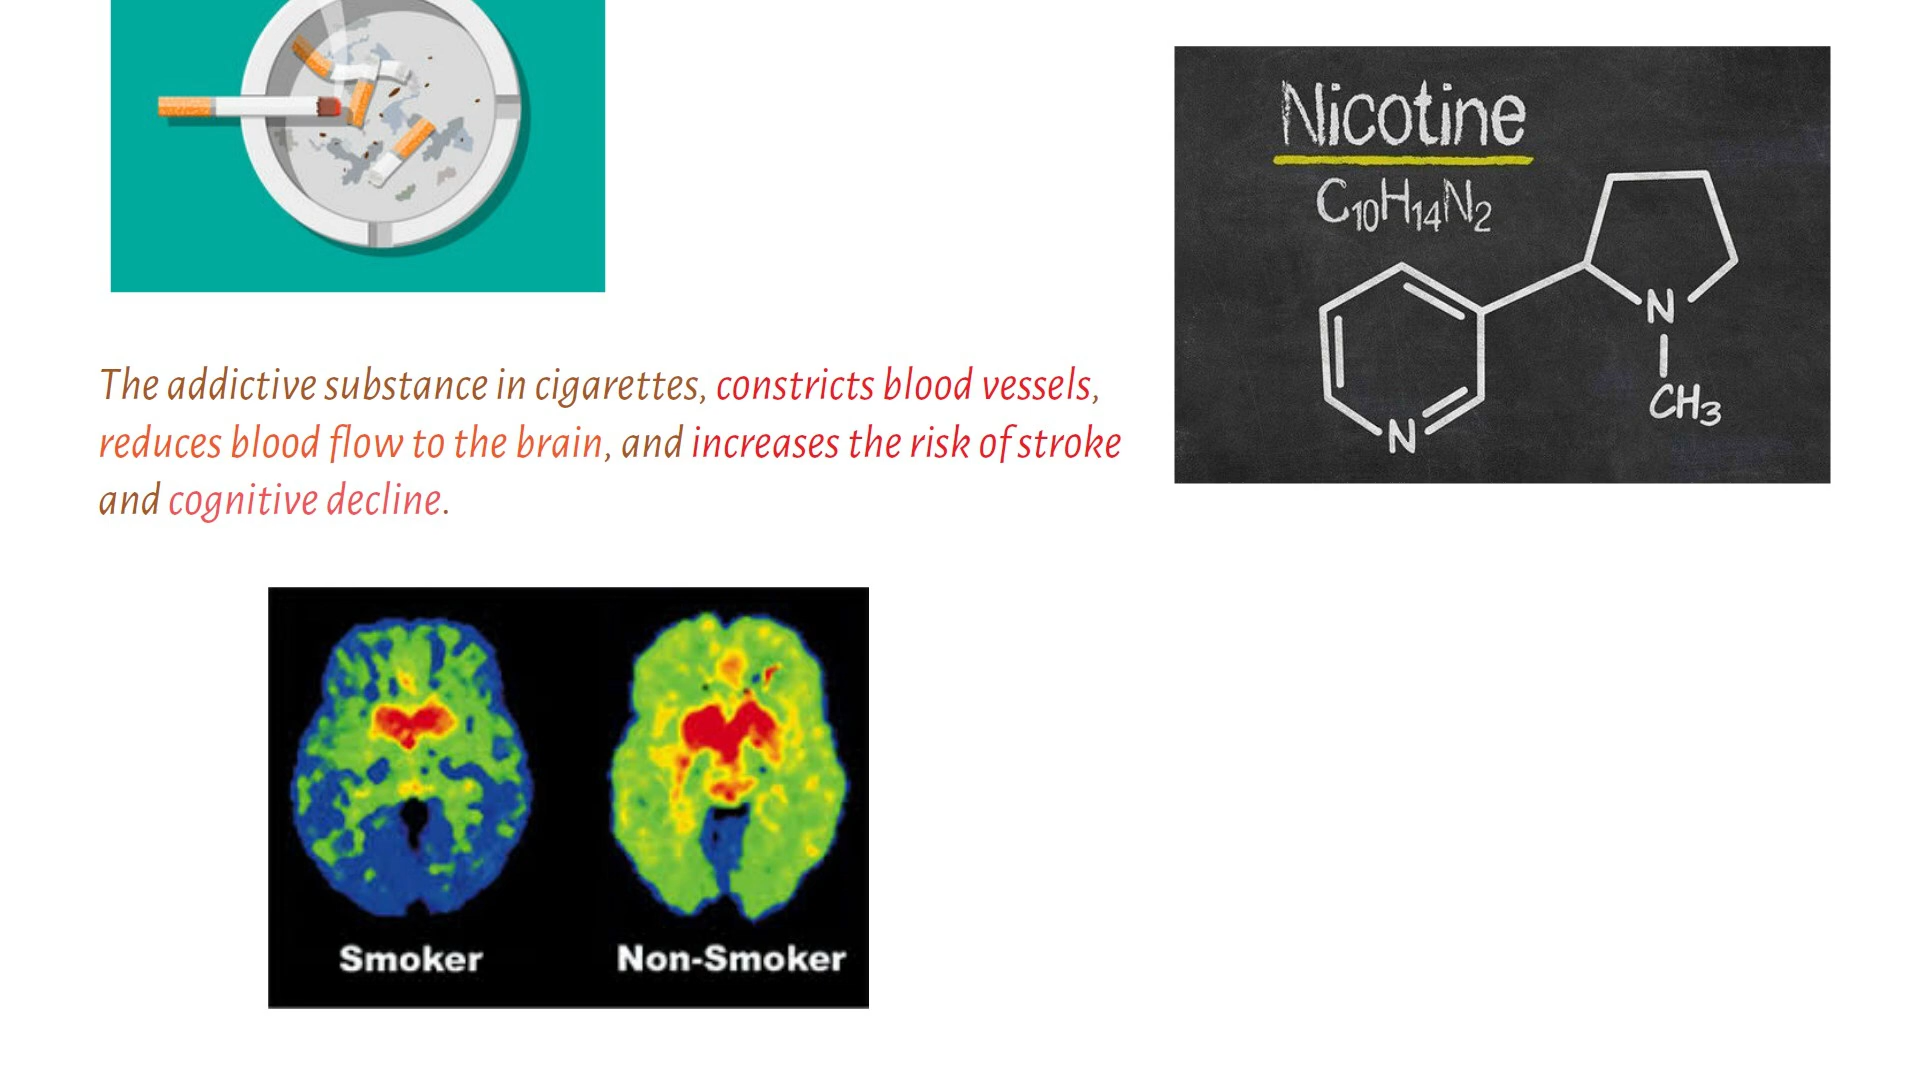 Nicotine
C₁₀H₁₄N₂
N
N
CH₃
The addictive substance in cigarettes, constricts blood vessels,
reduces blood flow to the brain, and increases the risk of stroke
and cognitive decline.
Smoker
Non-Smoker